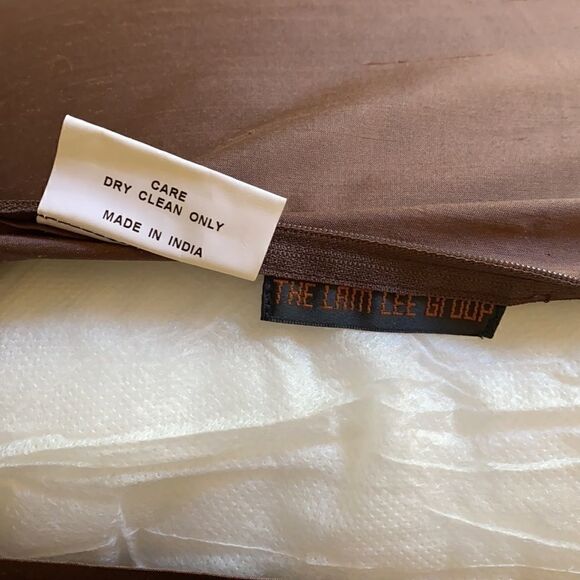 CARE
DRY CLEAN ONLY
MADE IN INDIA
THE LAM LEE GROUP